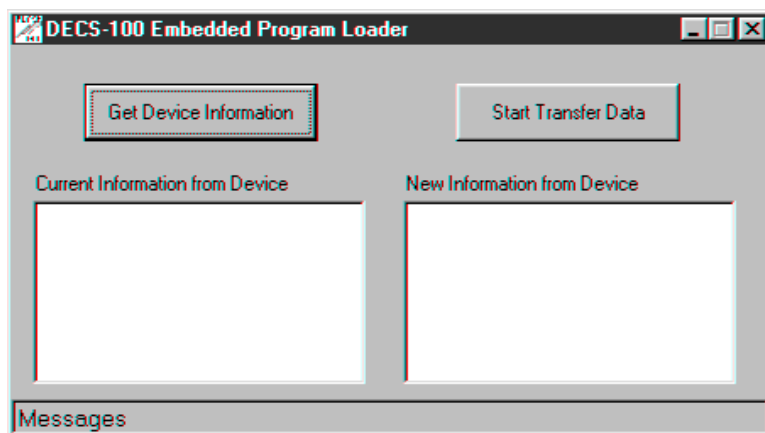 DECS-100 Embedded Program Loader
Get Device Information
Start Transfer Data
Current Information from Device
New Information from Device
Messages